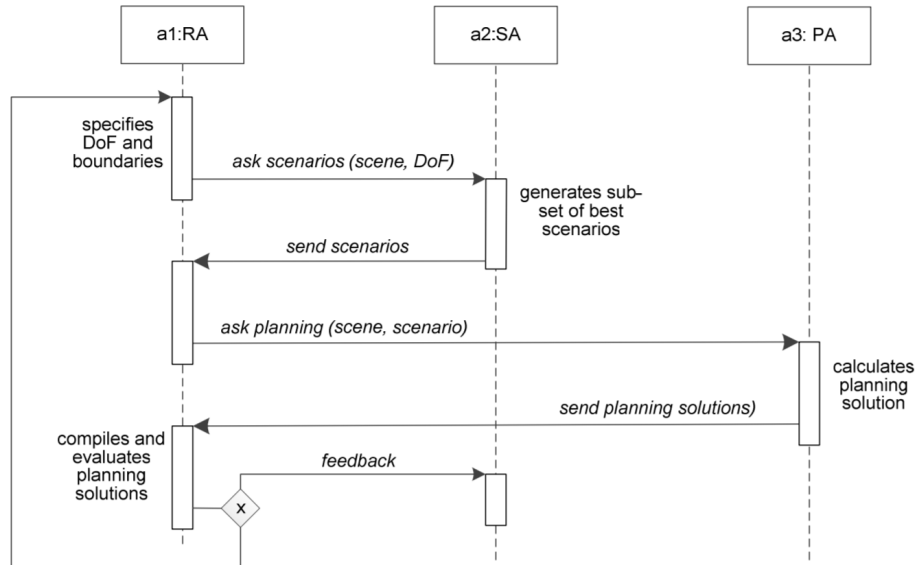 a1:RA
a2:SA
a3: PA
specifies
DoF and
boundaries
ask scenarios (scene, DoF)
generates sub-
set of best
scenarios
send scenarios
ask planning (scene, scenario)
calculates
planning
solution
send planning solutions)
compiles and
evaluates
planning
solutions
feedback
x